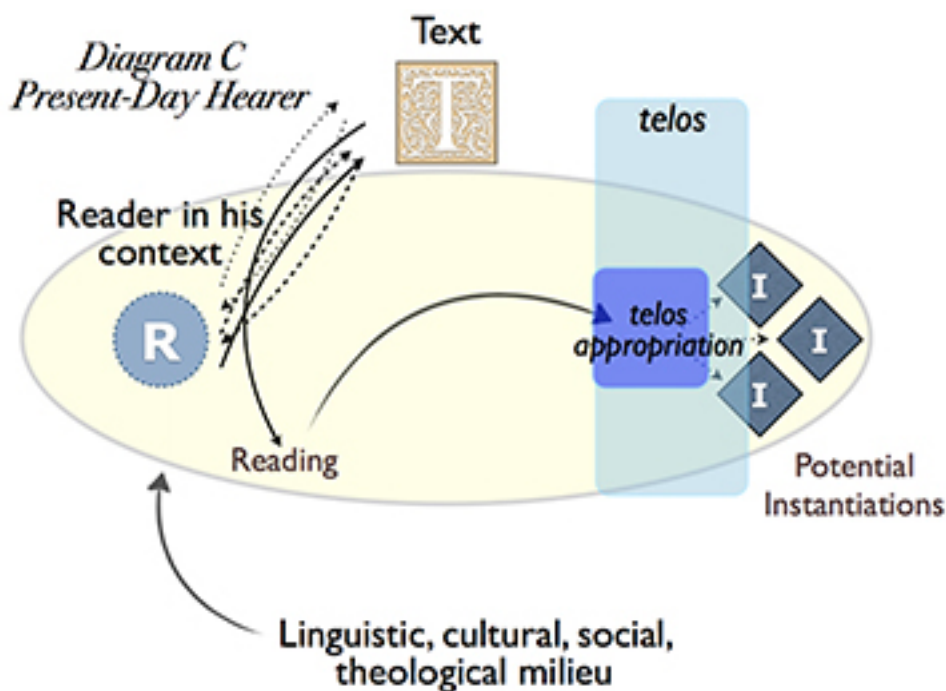 Diagram C
Present-Day Hearer
Text
T
telos
Reader in his
context
R
Reading
telos
appropriation
I
I
I
Potential
Instantiations
Linguistic, cultural, social,
theological milieu